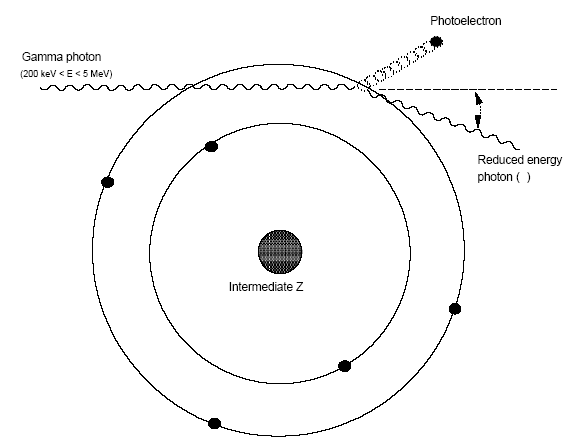 Photoelectron
Gamma photon
(200 keV < E < 5 MeV)
Reduced energy
photon ( )
Intermediate Z